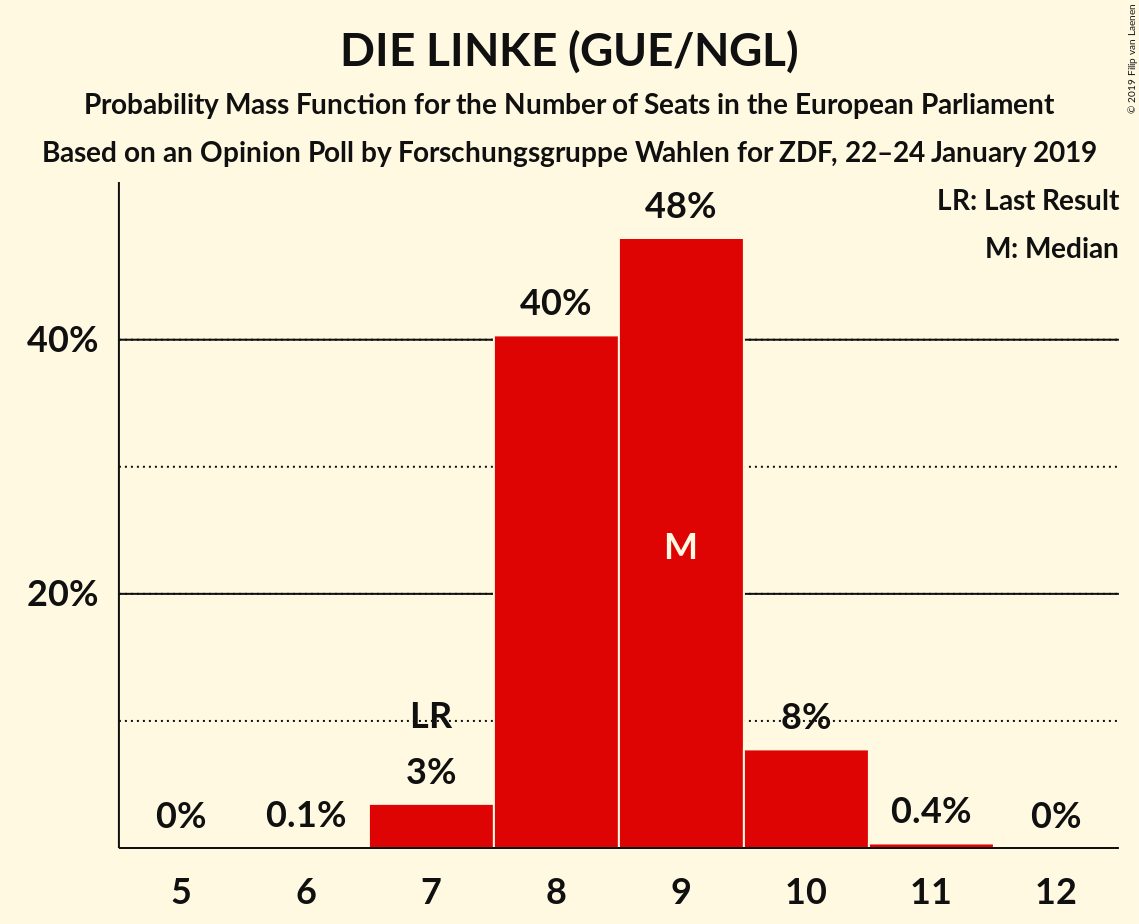 DIE LINKE (GUE/NGL)
Probability Mass Function for the Number of Seats in the European Parliament
Based on an Opinion Poll by Forschungsgruppe Wahlen for ZDF, 22–24 January 2019
© 2019 Filip van Laenen
LR: Last Result
M: Median
48%
40%
40%
M
20%
LR
8%
3%
0%
0.1%
0.4%
0%
5 6 7 8 9 10 11 12